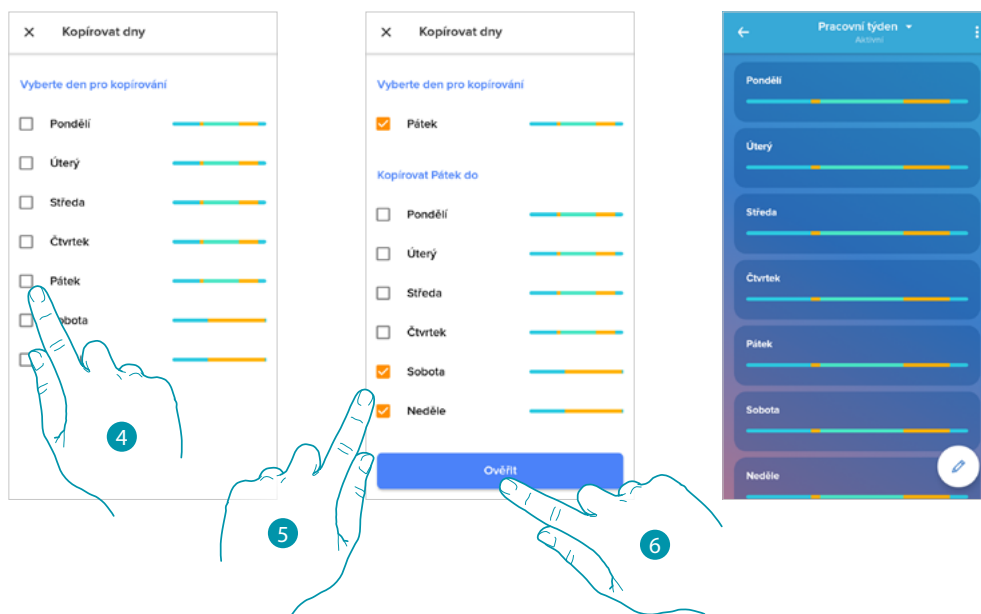 Kopírovat dny
Vyberte den pro kopírování
Pondělí
Úterý
Středa
Čtvrtek
Pátek
4
Kopírovat dny
Vyberte den pro kopírování
Pátek
Kopírovat Pátek do
Pondělí
Úterý
Středa
Čtvrtek
Sobota
Neděle
Ověřit
5
6
Pracovní týden
Aktivní
Pondělí
Úterý
Středa
Čtvrtek
Pátek
Sobota
Neděle